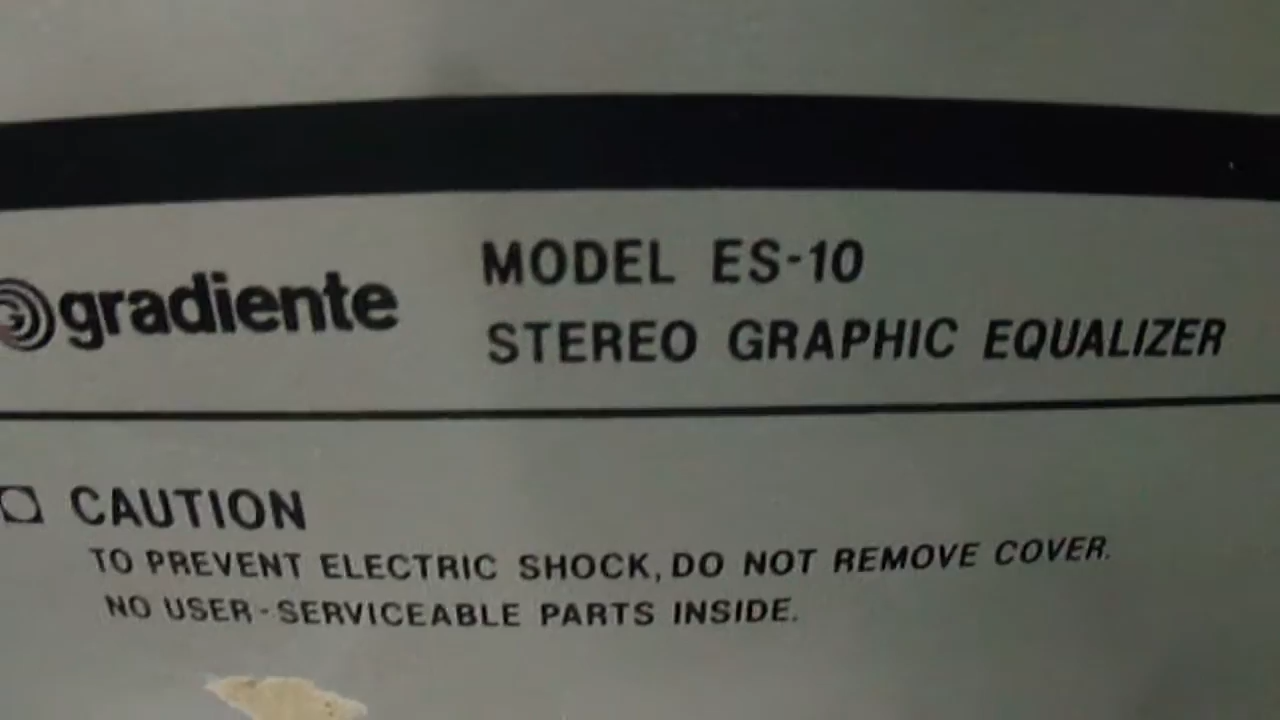 gradiente
MODEL ES-10
STEREO GRAPHIC EQUALIZER
CAUTION
TO PREVENT ELECTRIC SHOCK, DO NOT REMOVE COVER.
NO USER-SERVICEABLE PARTS INSIDE.